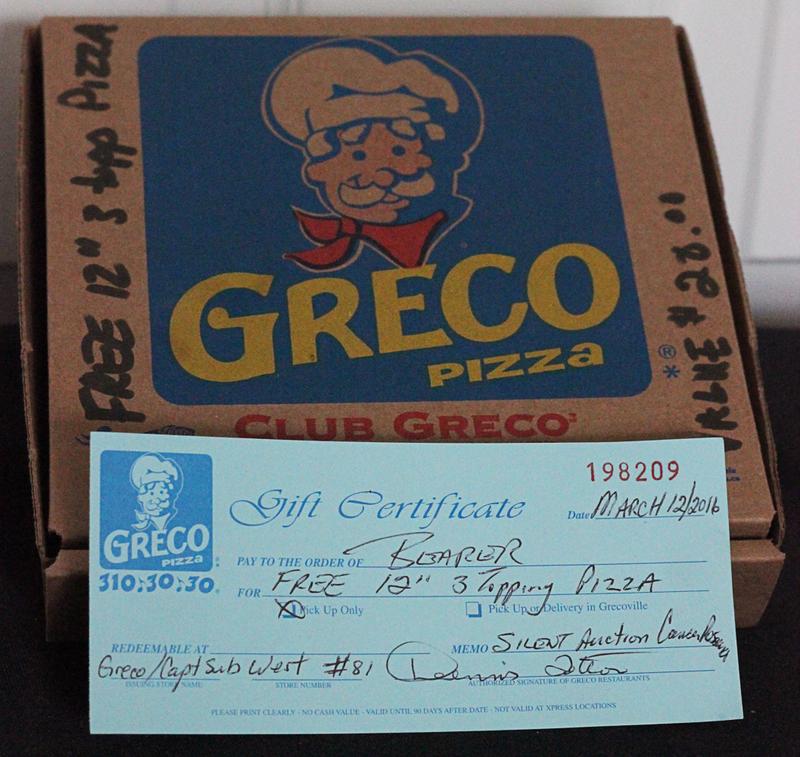 FREE 12" 3 topp PIZZA
GRECO
PIZZA
®
*
VALUE # 20.00
CLUB GRECO
GRECO
PIZZA
310:30:30
Gift Certificate
198209
Date MARCH 12/2016
PAY TO THE ORDER OF BEARER
FOR FREE 12" 3 Topping PIZZA
Pick Up Only
Pick Up or Delivery in Grecoville
REDEEMABLE AT
MEMO SILENT Auction Cancer
Greco/Capt Sub West #81
Dennis
ISSUING STORE NAME STORE NUMBER
AUTHORIZED SIGNATURE OF GRECO RESTAURANTS
PLEASE PRINT CLEARLY - NO CASH VALUE - VALID UNTIL 90 DAYS AFTER DATE - NOT VALID AT XPRESS LOCATIONS